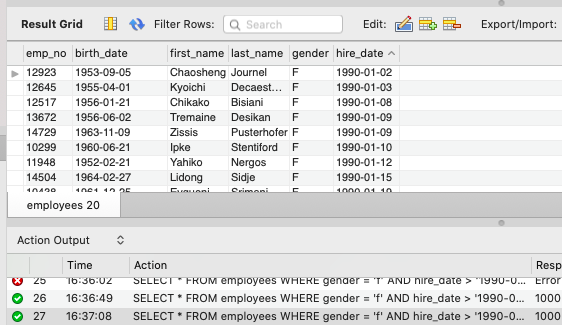 Result Grid Filter Rows: Search Edit: Export/Import:
emp_no birth_date first_name last_name gender hire_date
12923 1953-09-05 Chaosheng Journel F 1990-01-02
12645 1955-04-01 Kyoichi Decaest... F 1990-01-03
12517 1956-01-21 Chikako Bisiani F 1990-01-08
13672 1956-06-02 Tremaine Desikan F 1990-01-09
14729 1963-11-09 Zissis Pusterhofer F 1990-01-09
10299 1960-06-21 Ipke Stentiford F 1990-01-10
11948 1952-02-21 Yahiko Nergos F 1990-01-12
14504 1964-02-27 Lidong Sidje F 1990-01-15
employees 20
Action Output
Time Action Resp
25 16:36:02 SELECT * FROM employees WHERE gender = 'f' AND hire_date > '1990-0... Error
26 16:36:49 SELECT * FROM employees WHERE gender = 'f' AND hire_date > '1990-0... 1000
27 16:37:08 SELECT * FROM employees WHERE gender = 'f' AND hire_date > '1990-0... 1000